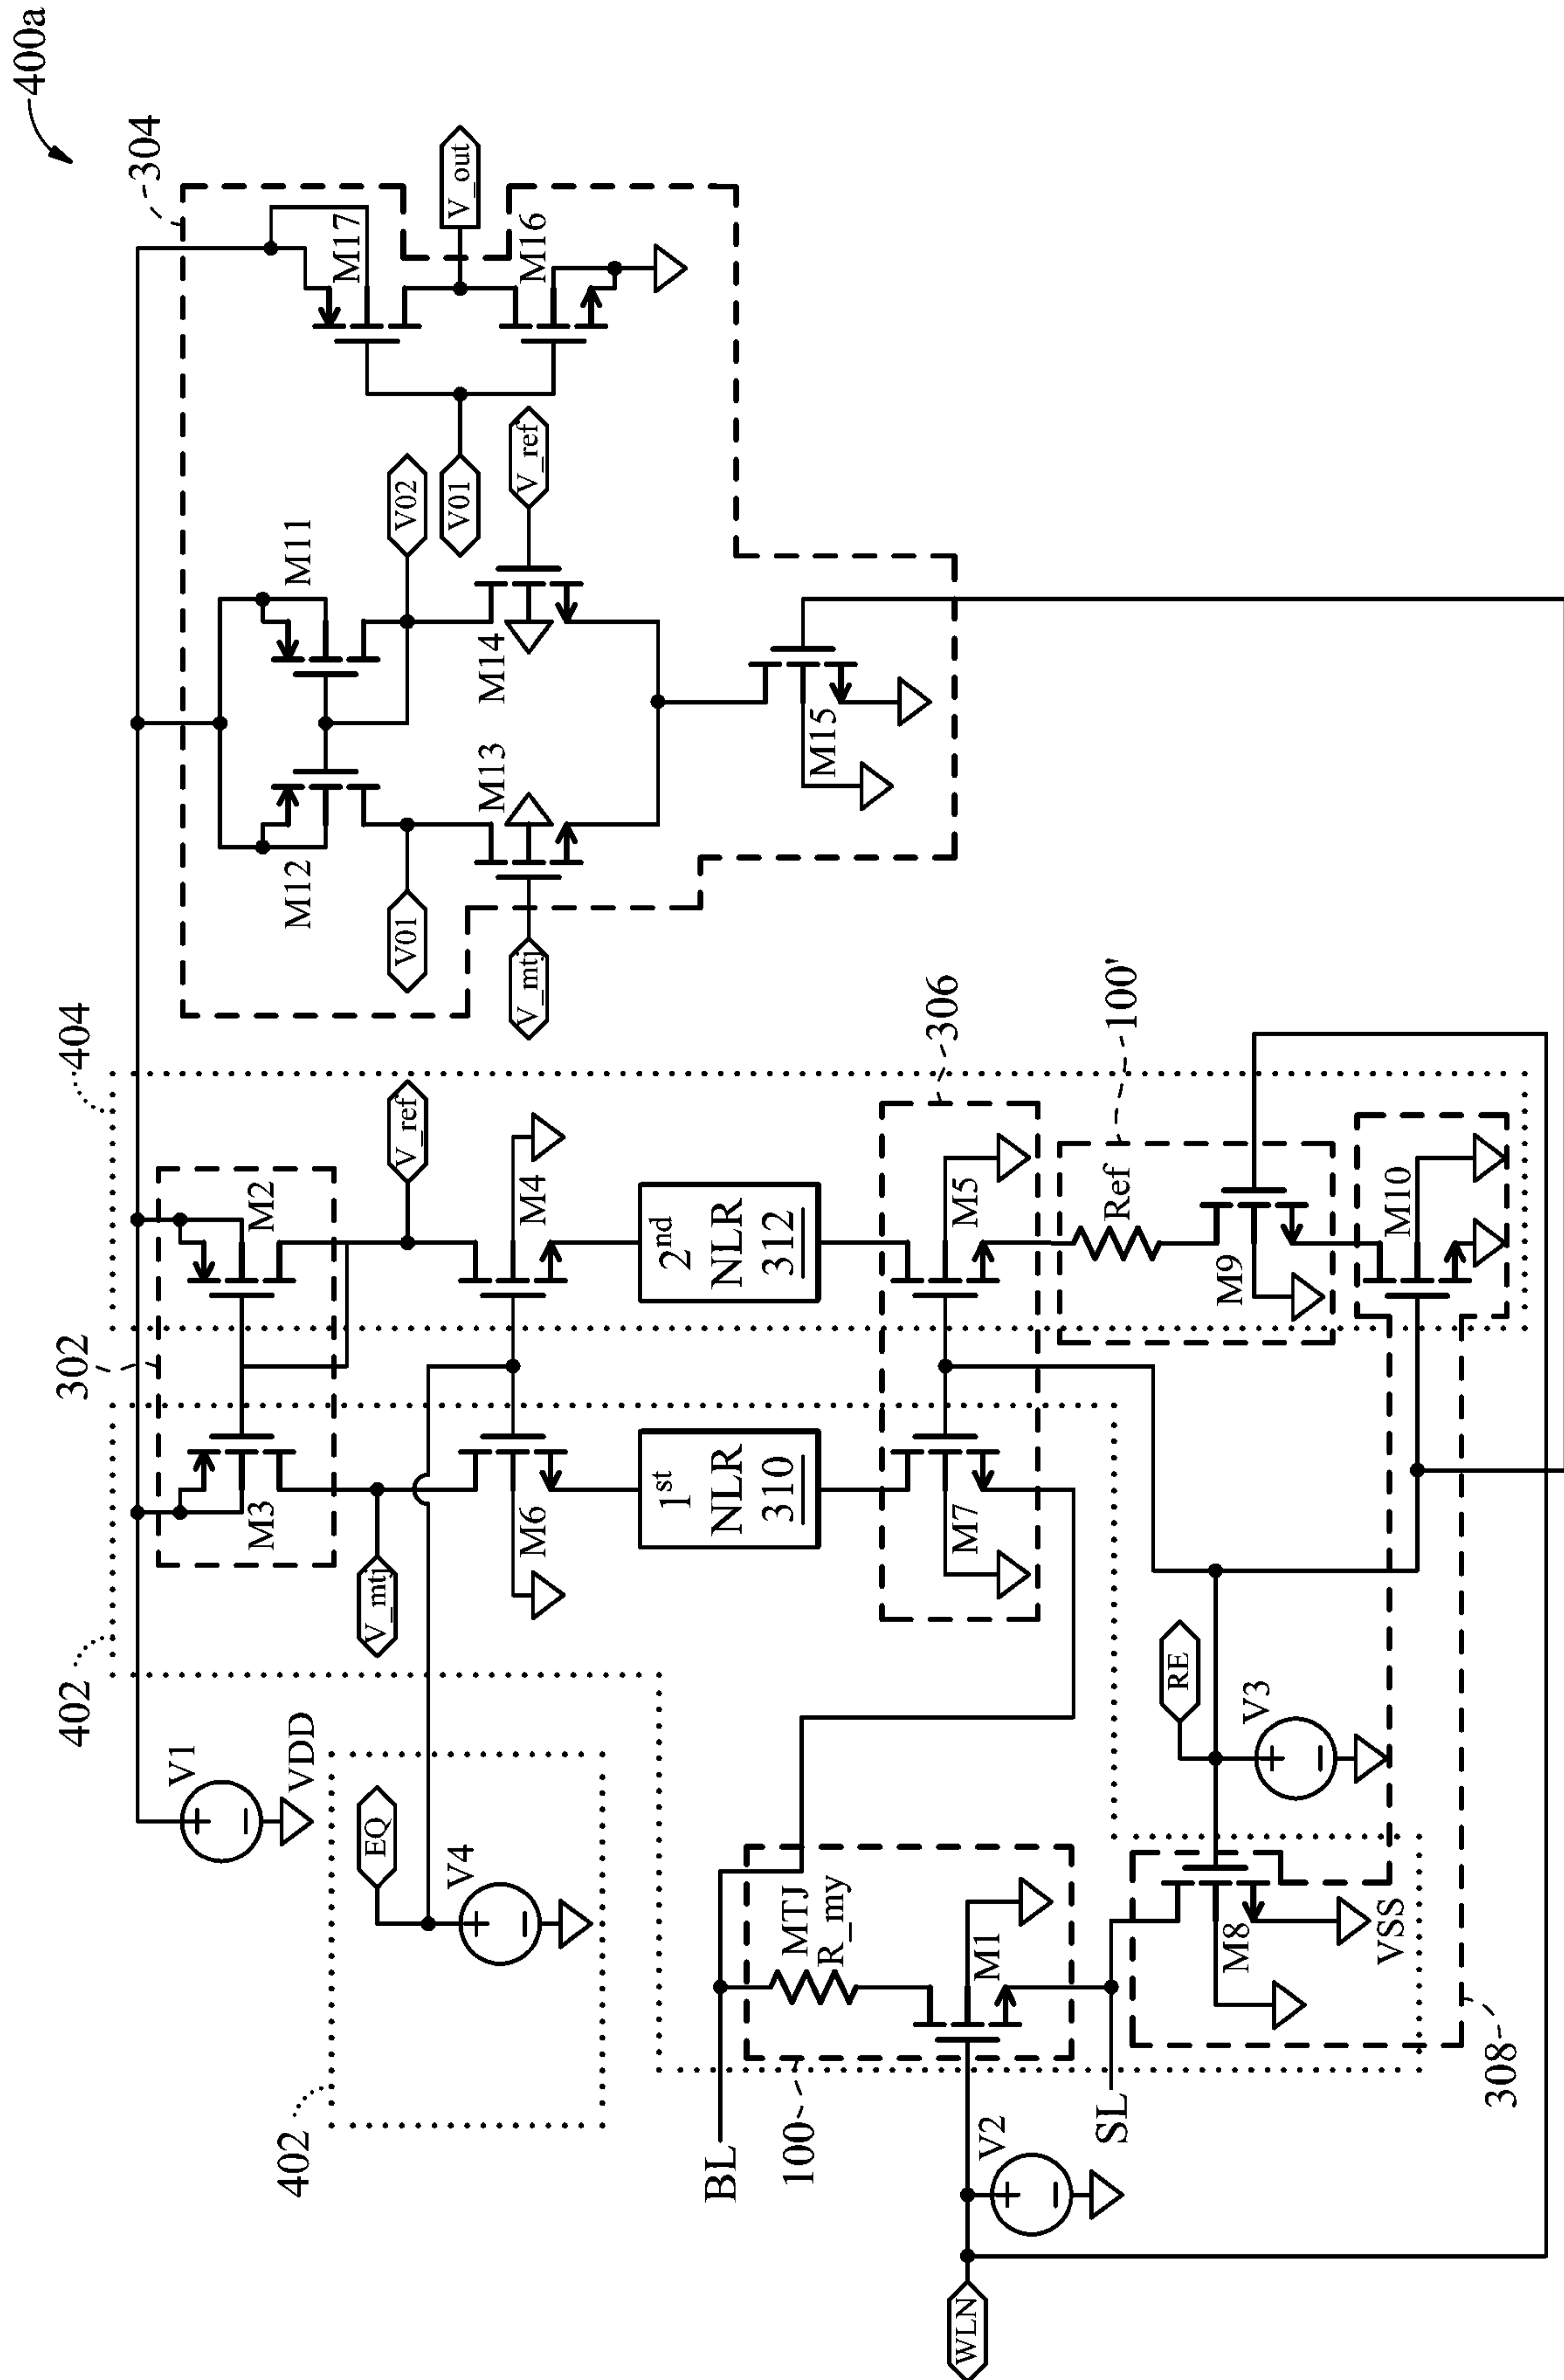 400a
304
404
402
302
V1
VDD
402
EQ
V4
M3
M2
V_mtj
V_ref
M6
M4
1st
NLR
310
2nd
NLR
312
306
M7
M5
100'
Ref
M9
M10
BL
MTJ
R_my
M1
100
WLN
V2
SL
M8
VSS
RE
V3
308
M12
M11
V01
V02
V01
M13
M14
V_mtj
V_ref
M15
M17
M16
V_out